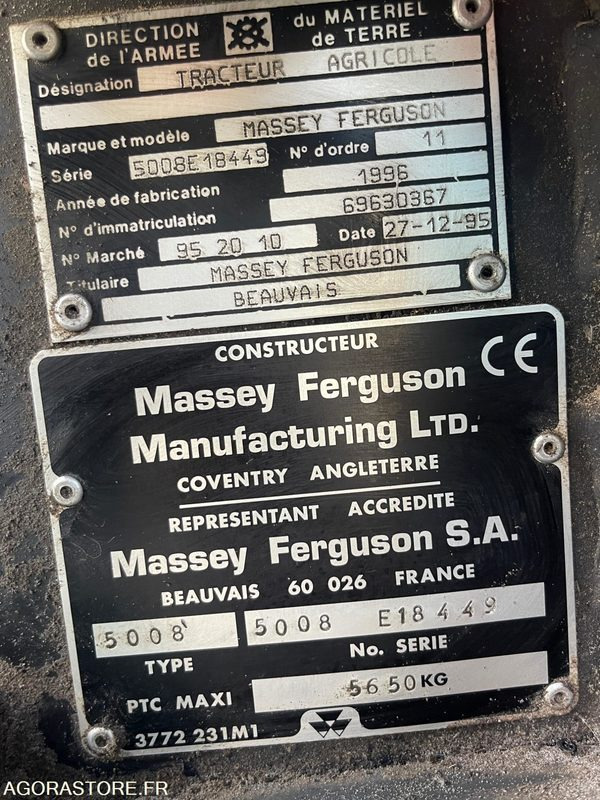 DIRECTION du MATERIEL
de l'ARMEE de TERRE
Désignation TRACTEUR AGRICOLE
Marque et modèle MASSEY FERGUSON
Série 5008E18449 N° d'ordre 11
Année de fabrication 1996
N° d'immatriculation 69630367
N° Marché 95 20 10 Date 27-12-95
Titulaire MASSEY FERGUSON
BEAUVAIS
CONSTRUCTEUR
CE
Massey Ferguson
Manufacturing LTD.
COVENTRY ANGLETERRE
REPRESENTANT ACCREDITE
Massey Ferguson S.A.
BEAUVAIS 60 026 FRANCE
5008 5008 E18449
TYPE No. SERIE
PTC MAXI 5650 KG
3772 231M1
AGORASTORE.FR